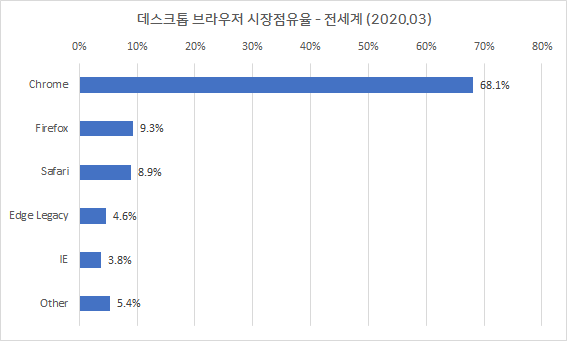 데스크톱 브라우저 시장점유율 - 전세계 (2020.03)
0% 10% 20% 30% 40% 50% 60% 70% 80%
Chrome 68.1%
Firefox 9.3%
Safari 8.9%
Edge Legacy 4.6%
IE 3.8%
Other 5.4%